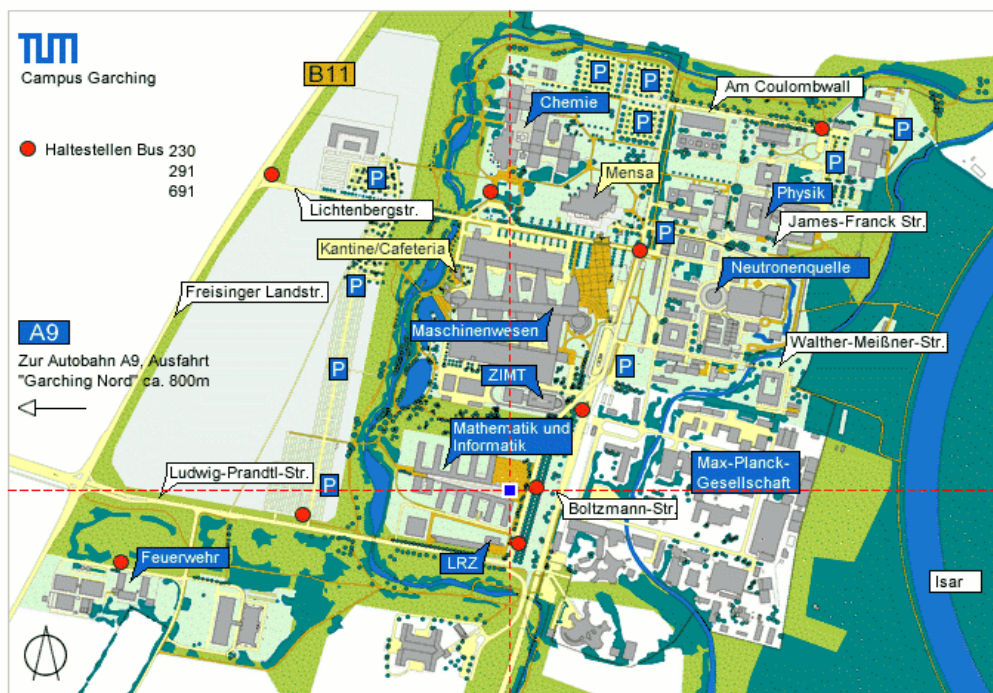 TUM
Campus Garching
B11
Haltestellen Bus 230
291
691
P
P
P
P
P
P
Am Coulombwall
Chemie
Mensa
Physik
Lichtenbergstr.
James-Franck Str.
P
Kantine/Cafeteria
Neutronenquelle
P
Freisinger Landstr.
A9
Maschinenwesen
Walther-Meißner-Str.
Zur Autobahn A9, Ausfahrt
"Garching Nord" ca. 800m
P
P
ZIMT
Mathematik und
Informatik
Max-Planck-
Gesellschaft
Ludwig-Prandtl-Str.
P
Boltzmann-Str.
Feuerwehr
LRZ
Isar